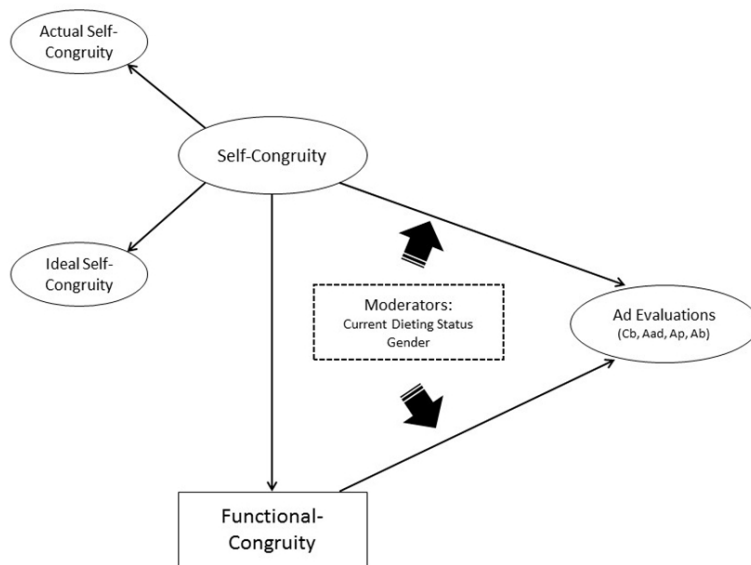 Actual Self-
Congruity
Self-Congruity
Ideal Self-
Congruity
Moderators:
Current Dieting Status
Gender
Ad Evaluations
(Cb, Aad, Ap, Ab)
Functional-
Congruity